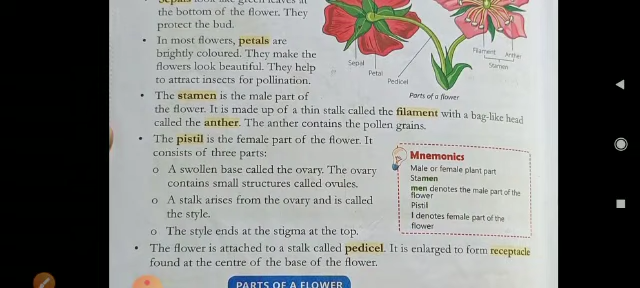 Sepals look like green leaves at
the bottom of the flower. They
protect the bud.
• In most flowers, petals are
brightly coloured. They make the
flowers look beautiful. They help
to attract insects for pollination.
• The stamen is the male part of
the flower. It is made up of a thin stalk called the filament with a bag-like head
called the anther. The anther contains the pollen grains.
• The pistil is the female part of the flower. It
consists of three parts:
o A swollen base called the ovary. The ovary
contains small structures called ovules.
o A stalk arises from the ovary and is called
the style.
o The style ends at the stigma at the top.
• The flower is attached to a stalk called pedicel. It is enlarged to form receptacle
found at the centre of the base of the flower.
Sepal
Petal
Pedicel
Filament
Anther
Stamen
Parts of a flower
Mnemonics
Male or female plant part
Stamen
men denotes the male part of the
flower
Pistil
I denotes female part of the
flower
PARTS OF A FLOWER